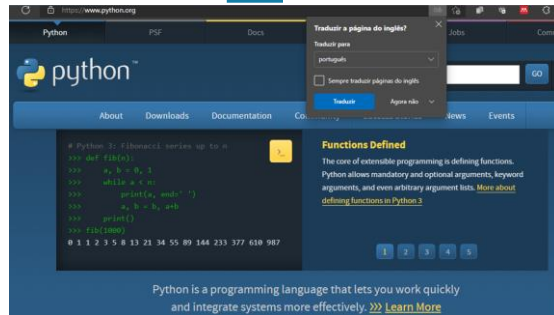 https://www.python.org
Python
PSF
Docs
Jobs
Com
Traduzir a página do inglês?
Traduzir para
português
Sempre traduzir páginas do inglês
Traduzir
Agora não
python™
GO
About
Downloads
Documentation
News
Events
# Python 3: Fibonacci series up to n
>>> def fib(n):
>>>     a, b = 0, 1
>>>     while a < n:
>>>         print(a, end=' ')
>>>         a, b = b, a+b
>>>     print()
>>> fib(1000)
0 1 1 2 3 5 8 13 21 34 55 89 144 233 377 610 987
>_
Functions Defined
The core of extensible programming is defining functions.
Python allows mandatory and optional arguments, keyword
arguments, and even arbitrary argument lists. More about
defining functions in Python 3
1 2 3 4 5
Python is a programming language that lets you work quickly
and integrate systems more effectively. >>> Learn More